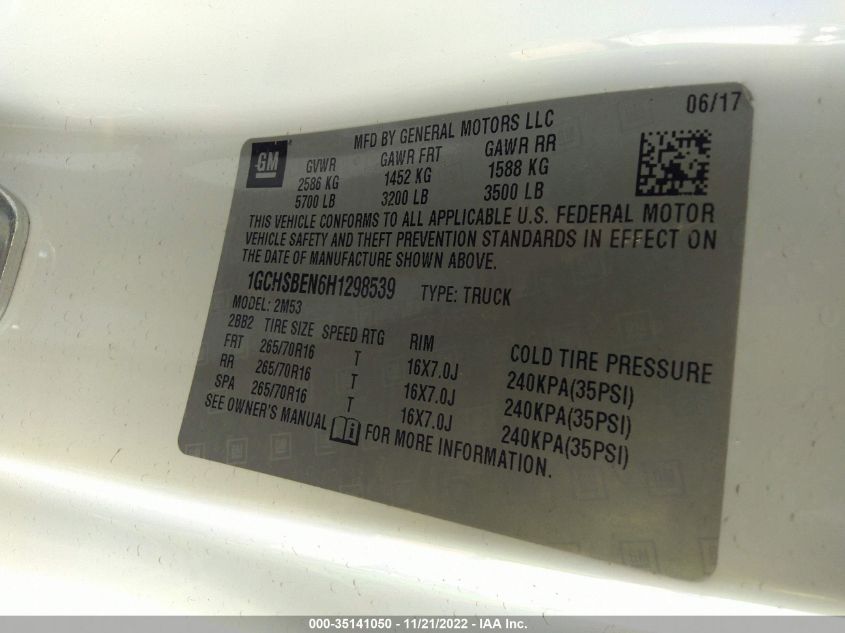 06/17
MFD BY GENERAL MOTORS LLC
GM
GVWR GAWR FRT GAWR RR
2586 KG 1452 KG 1588 KG
5700 LB 3200 LB 3500 LB
THIS VEHICLE CONFORMS TO ALL APPLICABLE U.S. FEDERAL MOTOR
VEHICLE SAFETY AND THEFT PREVENTION STANDARDS IN EFFECT ON
THE DATE OF MANUFACTURE SHOWN ABOVE.
1GCHSBEN6H1298539 TYPE: TRUCK
MODEL: 2M53
2BB2 TIRE SIZE SPEED RTG RIM COLD TIRE PRESSURE
FRT 265/70R16 T 16X7.0J 240KPA(35PSI)
RR 265/70R16 T 16X7.0J 240KPA(35PSI)
SPA 265/70R16 T 16X7.0J 240KPA(35PSI)
SEE OWNER'S MANUAL i FOR MORE INFORMATION.
000-35141050 - 11/21/2022 - IAA Inc.